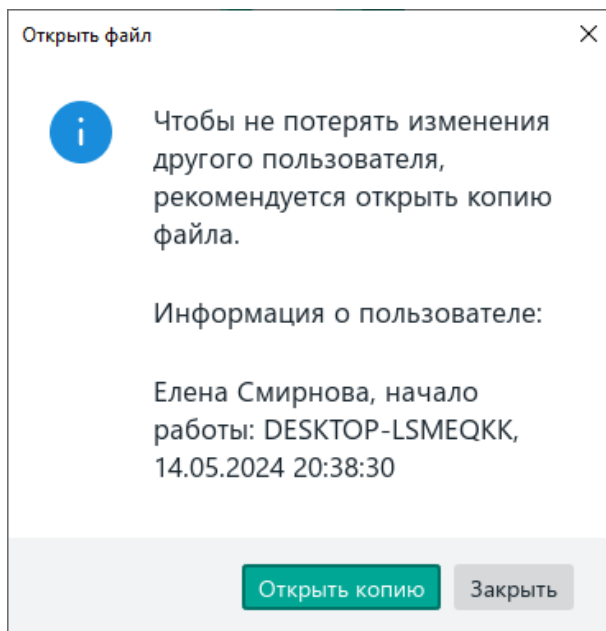 Открыть файл
Чтобы не потерять изменения
другого пользователя,
рекомендуется открыть копию
файла.
Информация о пользователе:
Елена Смирнова, начало
работы: DESKTOP-LSMEQKK,
14.05.2024 20:38:30
Открыть копию
Закрыть